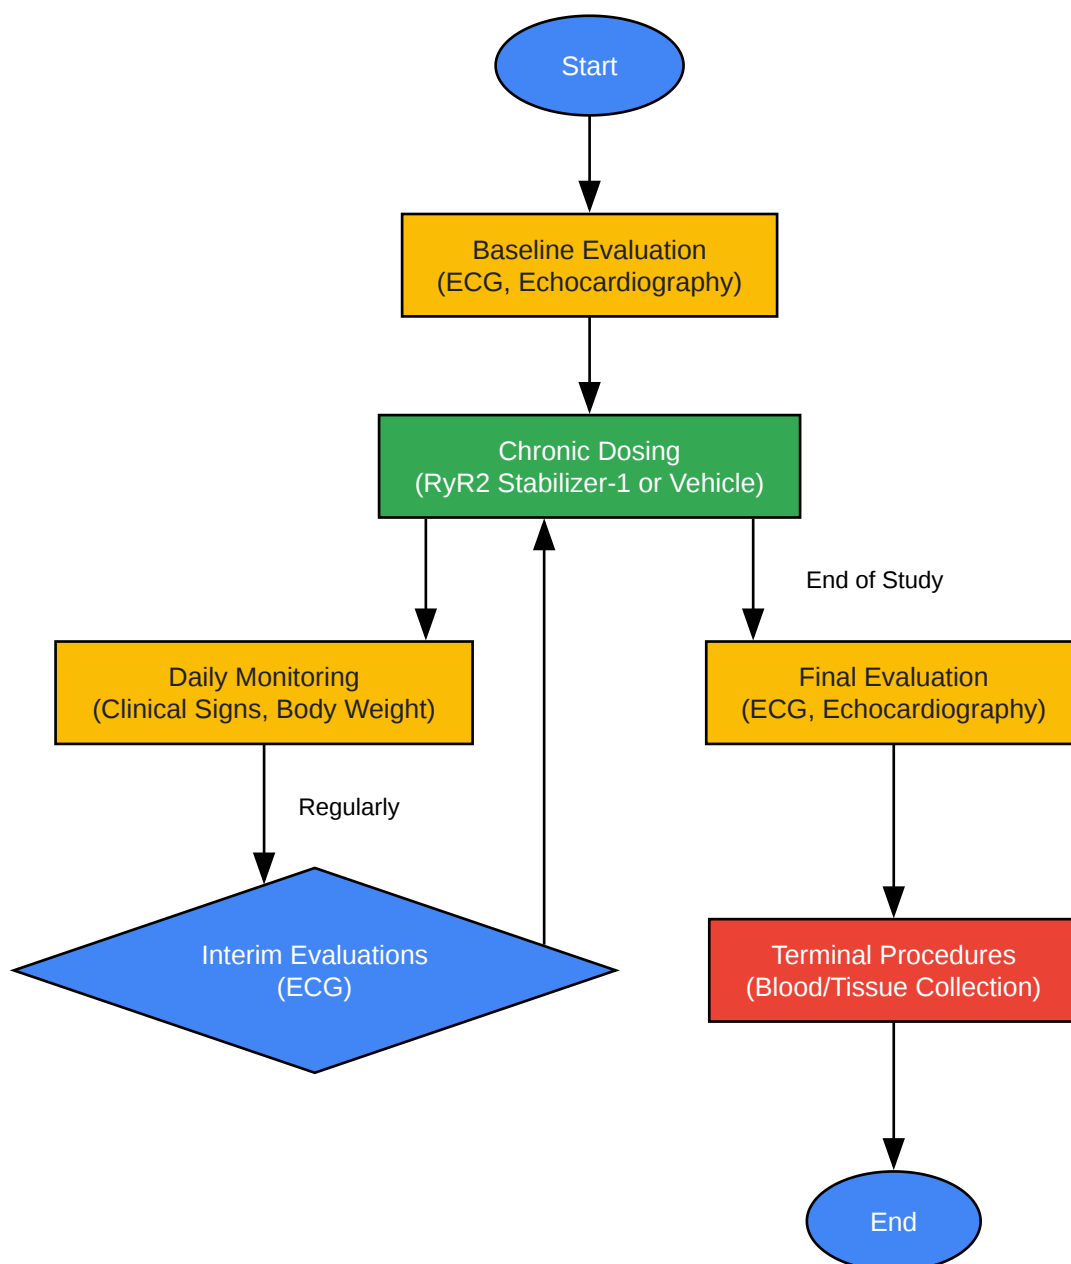 Start
Baseline Evaluation
(ECG, Echocardiography)
Chronic Dosing
(RyR2 Stabilizer-1 or Vehicle)
End of Study
Daily Monitoring
(Clinical Signs, Body Weight)
Final Evaluation
(ECG, Echocardiography)
Regularly
Interim Evaluations
(ECG)
Terminal Procedures
(Blood/Tissue Collection)
End